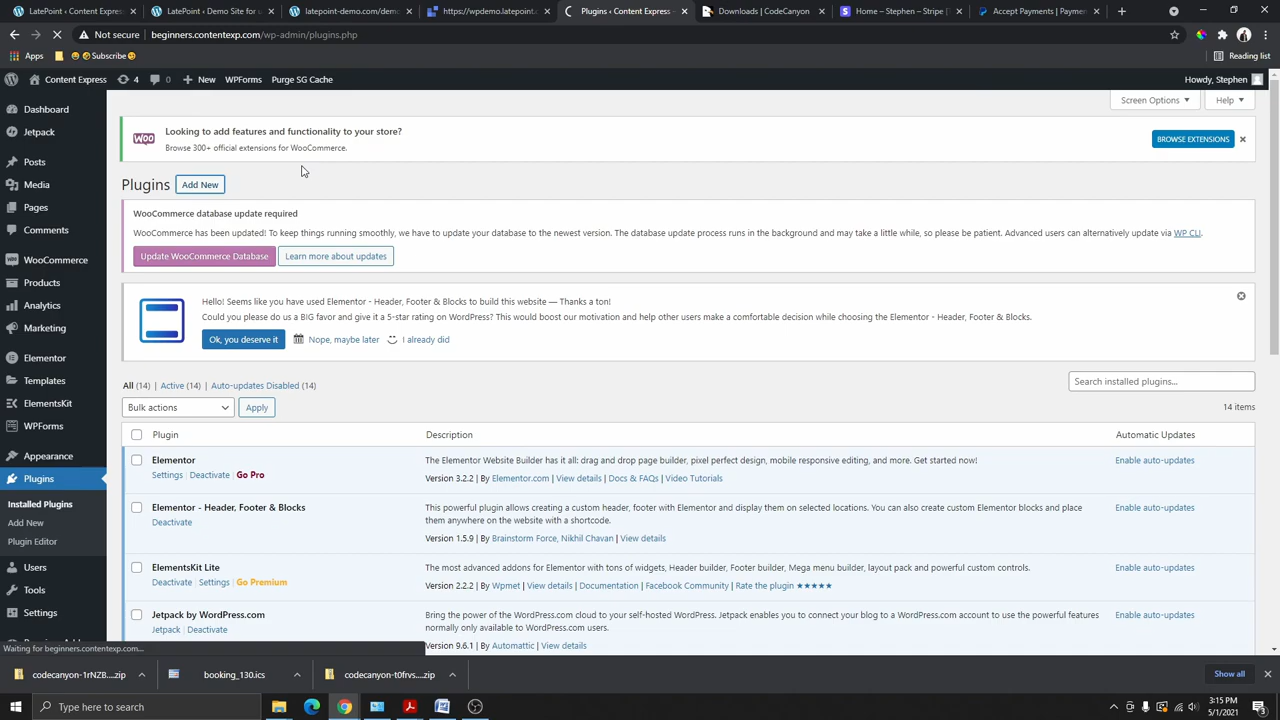 LatePoint ‹ WordPress
LatePoint – Demo Site for u
latepoint-com/demo
https://wpdemo.latepoint.c
Plugins ‹ Content Express —
Downloads | CodeCanyon
Home – Stephen – Stripe [
Accept Payments | Payme
Not secure | beginners.contentexp.com/wp-admin/plugins.php
Apps
Subscribe
Reading list
Content Express
4
0
New
WPForms
Purge SG Cache
Howdy, Stephen
Dashboard
Jetpack
Posts
Media
Pages
Comments
WooCommerce
Products
Analytics
Marketing
Elementor
Templates
ElementsKit
WPForms
Appearance
Plugins
Installed Plugins
Add New
Plugin Editor
Users
Tools
Settings
Screen Options
Help
Looking to add features and functionality to your store?
Browse 300+ official extensions for WooCommerce.
BROWSE EXTENSIONS
Plugins
Add New
WooCommerce database update required
WooCommerce has been updated! To keep things running smoothly, we have to update your database to the newest version. The database update process runs in the background and may take a little while, so please be patient. Advanced users can alternatively update via WP CLI.
Update WooCommerce Database
Learn more about updates
Hello! Seems like you have used Elementor - Header, Footer & Blocks to build this website — Thanks a ton!
Could you please do us a BIG favor and give it a 5-star rating on WordPress? This would boost our motivation and help other users make a comfortable decision while choosing the Elementor - Header, Footer & Blocks.
Ok, you deserve it
Nope, maybe later
I already did
All (14) | Active (14) | Auto-updates Disabled (14)
Search installed plugins...
Bulk actions
Apply
14 items
Plugin
Description
Automatic Updates
Elementor
The Elementor Website Builder has it all: drag and drop page builder, pixel perfect design, mobile responsive editing, and more. Get started now!
Enable auto-updates
Settings | Deactivate | Go Pro
Version 3.2.2 | By Elementor.com | View details | Docs & FAQs | Video Tutorials
Elementor - Header, Footer & Blocks
This powerful plugin allows creating a custom header, footer with Elementor and display them on selected locations. You can also create custom Elementor blocks and place
them anywhere on the website with a shortcode.
Enable auto-updates
Deactivate
Version 1.5.9 | By Brainstorm Force, Nikhil Chavan | View details
ElementsKit Lite
The most advanced addons for Elementor with tons of widgets, Header builder, Footer builder, Mega menu builder, layout pack and powerful custom controls.
Enable auto-updates
Deactivate | Settings | Go Premium
Version 2.2.2 | By Wpmet | View details | Documentation | Facebook Community | Rate the plugin ★★★★★
Jetpack by WordPress.com
Bring the power of the WordPress.com cloud to your self-hosted WordPress. Jetpack enables you to connect your blog to a WordPress.com account to use the powerful features
normally only available to WordPress.com users.
Enable auto-updates
Jetpack | Deactivate
Version 9.6.1 | By Automattic | View details
Waiting for beginners.contentexp.com...
codecanyon-1rNZB....zip
booking_130.ics
codecanyon-t0frvs....zip
Show all
Type here to search
3:15 PM
5/1/2021